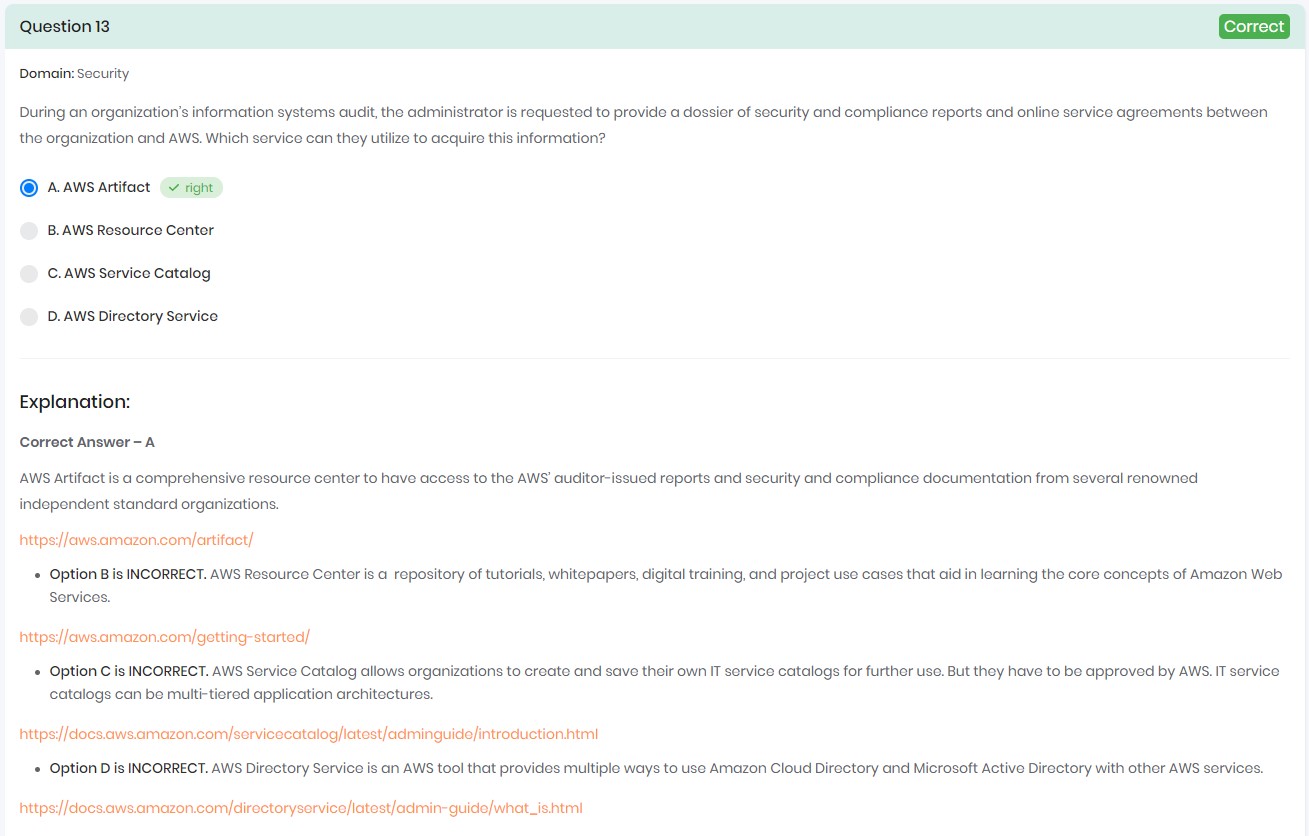 Question 13
Correct
Domain: Security
During an organization's information systems audit, the administrator is requested to provide a dossier of security and compliance reports and online service agreements between
the organization and AWS. Which service can they utilize to acquire this information?
A. AWS Artifact
right
B. AWS Resource Center
C. AWS Service Catalog
D. AWS Directory Service
Explanation:
Correct Answer – A
AWS Artifact is a comprehensive resource center to have access to the AWS' auditor-issued reports and security and compliance documentation from several renowned
independent standard organizations.
https://aws.amazon.com/artifact/
• Option B is INCORRECT. AWS Resource Center is a  repository of tutorials, whitepapers, digital training, and project use cases that aid in learning the core concepts of Amazon Web
Services.
https://aws.amazon.com/getting-started/
• Option C is INCORRECT. AWS Service Catalog allows organizations to create and save their own IT service catalogs for further use. But they have to be approved by AWS. IT service
catalogs can be multi-tiered application architectures.
https://docs.aws.amazon.com/servicecatalog/latest/adminguide/introduction.html
• Option D is INCORRECT. AWS Directory Service is an AWS tool that provides multiple ways to use Amazon Cloud Directory and Microsoft Active Directory with other AWS services.
https://docs.aws.amazon.com/directoryservice/latest/admin-guide/what_is.html